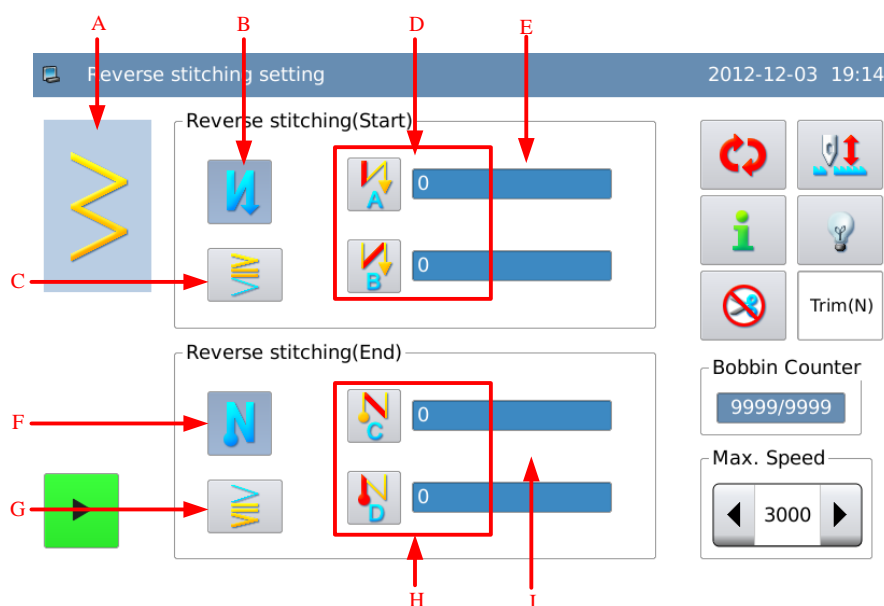 A
B
D
E
Reverse stitching setting
2012-12-03 19:14
Reverse stitching(Start)
A
0
C
B
0
i
Trim(N)
Reverse stitching(End)
Bobbin Counter
9999/9999
F
C
0
Max. Speed
G
D
0
3000
H
I